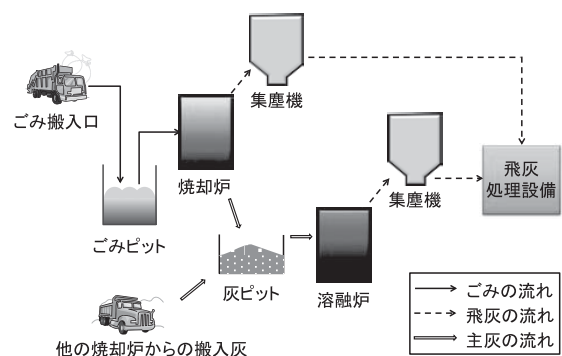 集塵機
ごみ搬入口
焼却炉
集塵機
飛灰
処理設備
ごみピット
灰ピット
溶融炉
他の焼却炉からの搬入灰
ごみの流れ
飛灰の流れ
主灰の流れ